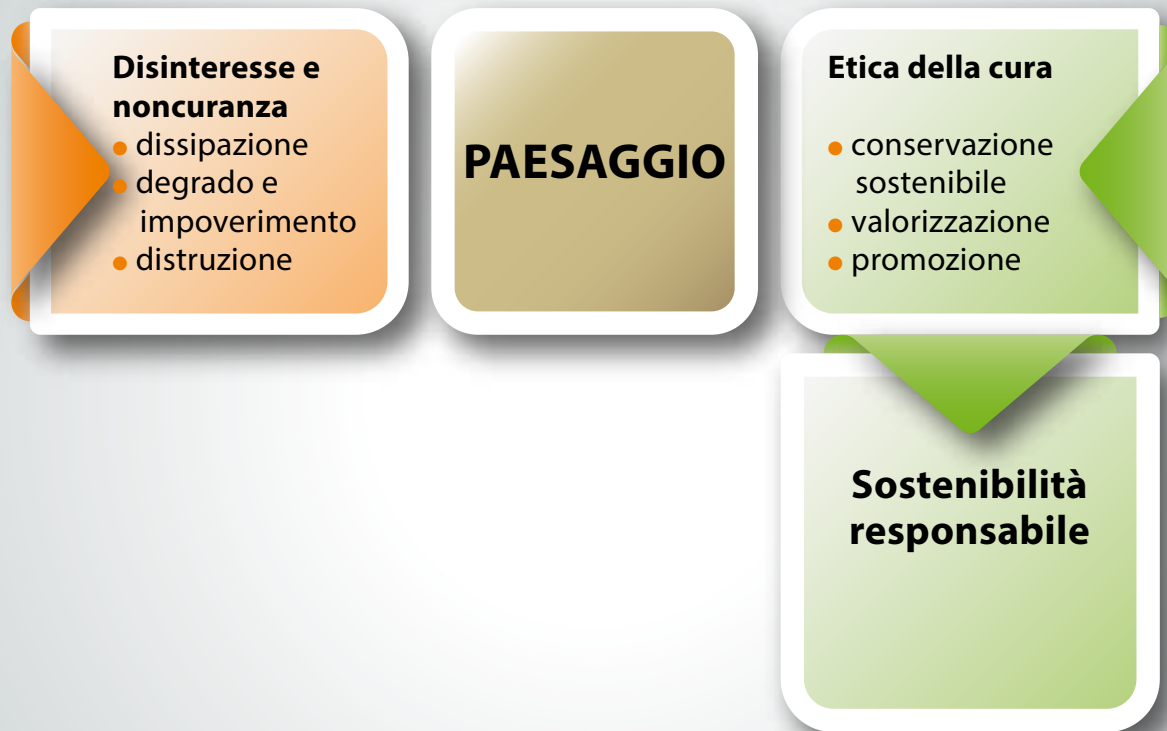 Disinteresse e
noncuranza
● dissipazione
● degrado e
impoverimento
● distruzione
PAESAGGIO
Etica della cura
● conservazione
sostenibile
● valorizzazione
● promozione
Sostenibilità
responsabile